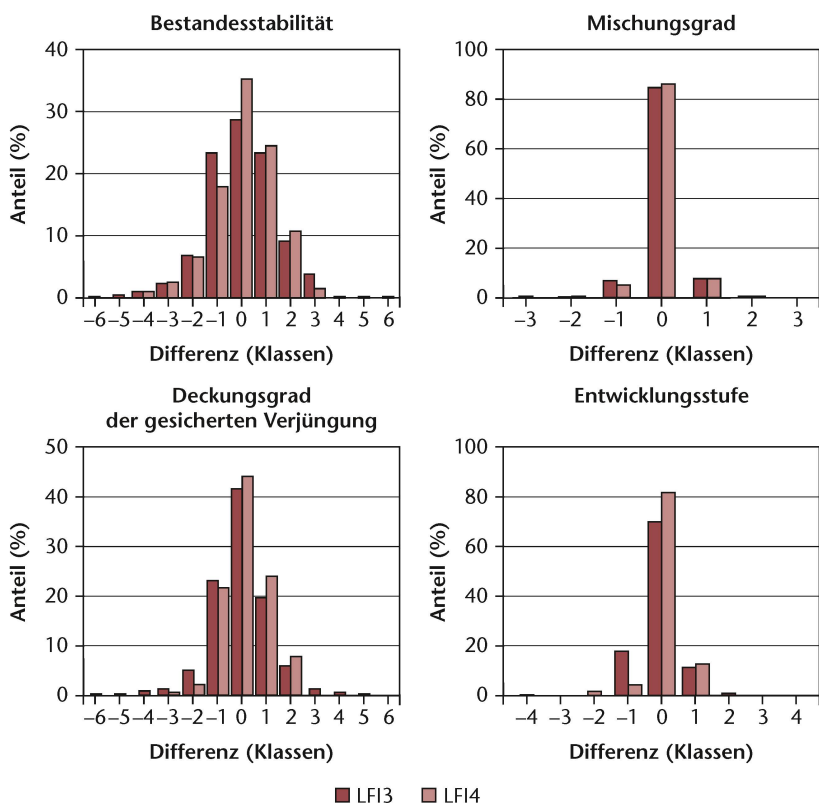 Bestandesstabilität
40
30
20
10
0
Anteil (%)
–6 –5 –4 –3 –2 –1 0 1 2 3 4 5 6
Differenz (Klassen)
Mischungsgrad
100
80
60
40
20
0
Anteil (%)
–3 –2 –1 0 1 2 3
Differenz (Klassen)
Deckungsgrad
der gesicherten Verjüngung
50
40
30
20
10
0
Anteil (%)
–6 –5 –4 –3 –2 –1 0 1 2 3 4 5 6
Differenz (Klassen)
Entwicklungsstufe
100
80
60
40
20
0
Anteil (%)
–4 –3 –2 –1 0 1 2 3 4
Differenz (Klassen)
LFI3 LFI4